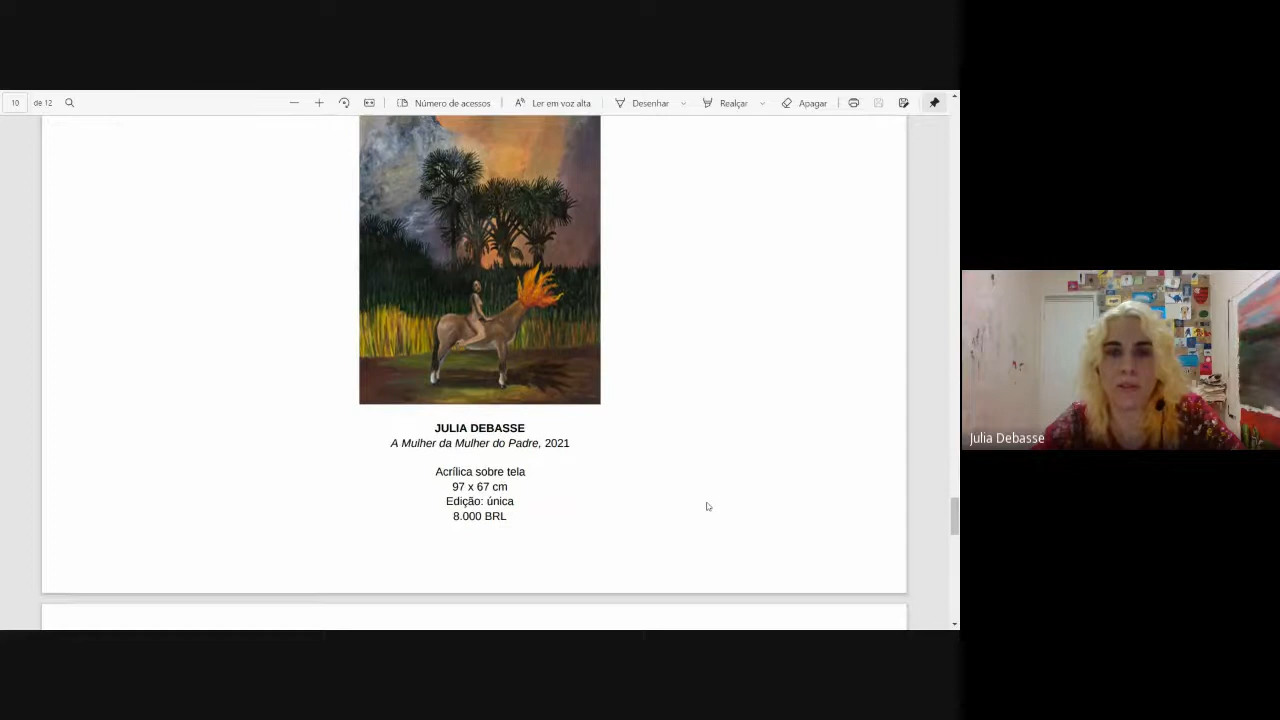 10 de 12 Número de acessos Ler em voz alta Desenhar Realçar Apagar
JULIA DEBASSE
A Mulher da Mulher do Padre, 2021
Acrílica sobre tela
97 x 67 cm
Edição: única
8.000 BRL
Julia Debasse